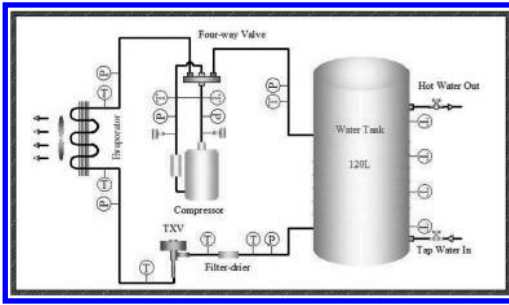 Four-way Valve
P
P
T
T
Hot Water Out
T
T
T
P
P
Evaporator
Water Tank
120L
T
T
T
T
P
Compressor
TXV
T
T
T
P
Filter-drier
T
Tap Water In